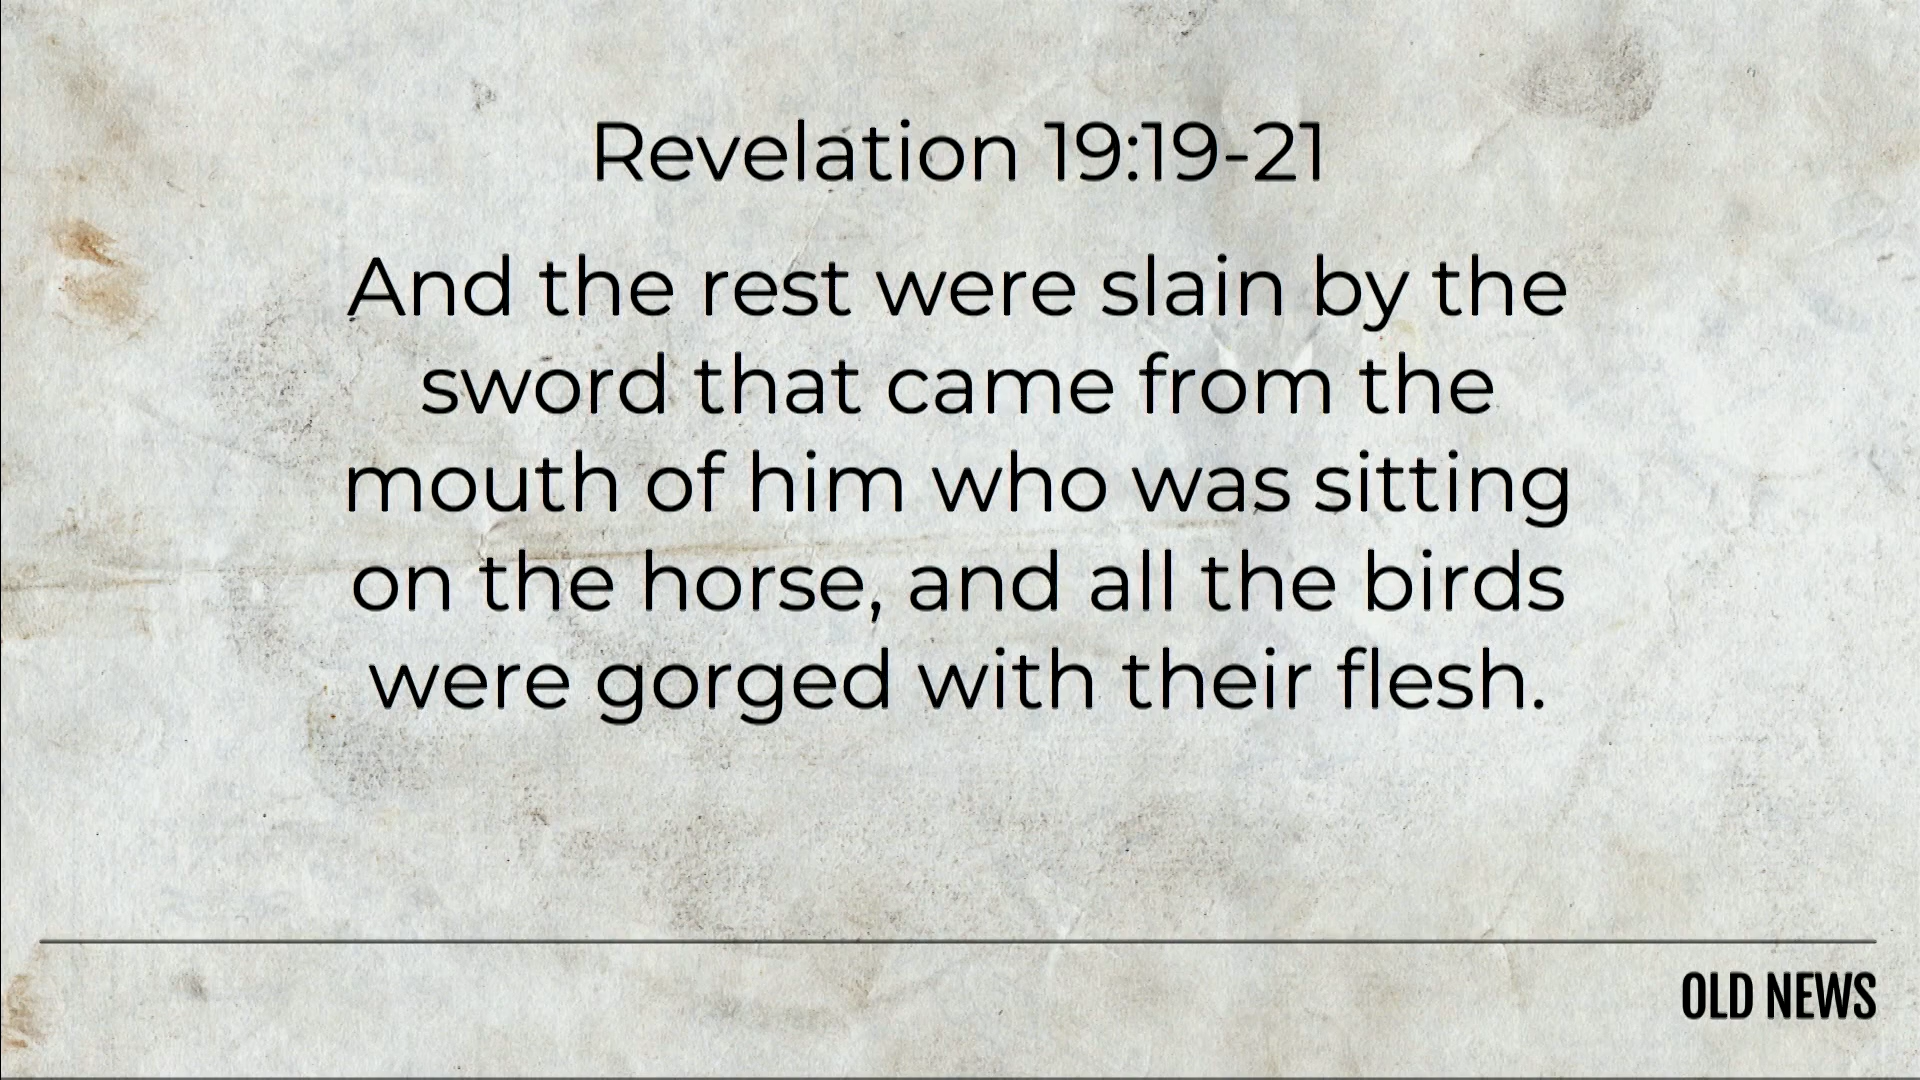 Revelation 19:19-21
And the rest were slain by the
sword that came from the
mouth of him who was sitting
on the horse, and all the birds
were gorged with their flesh.
OLD NEWS